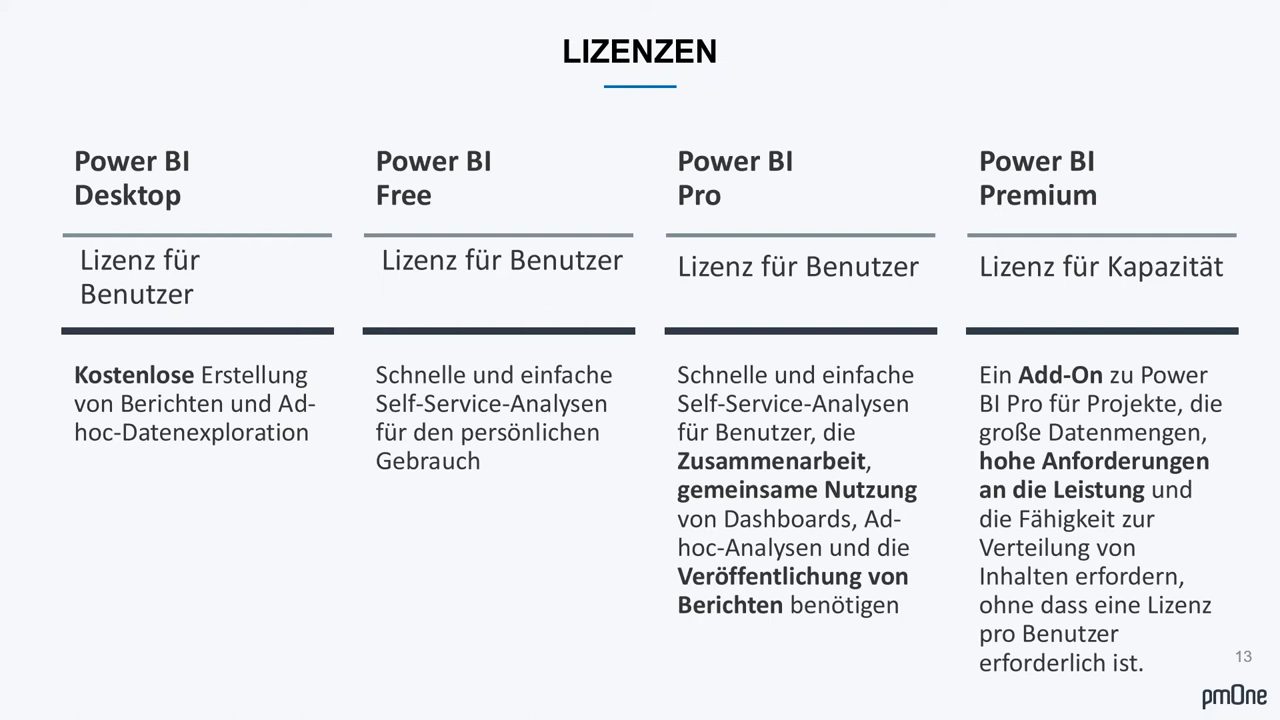 LIZENZEN
Power BI
Desktop
Lizenz für
Benutzer
Kostenlose Erstellung
von Berichten und Ad-
hoc-Datenexploration
Power BI
Free
Lizenz für Benutzer
Schnelle und einfache
Self-Service-Analysen
für den persönlichen
Gebrauch
Power BI
Pro
Lizenz für Benutzer
Schnelle und einfache
Self-Service-Analysen
für Benutzer, die
Zusammenarbeit,
gemeinsame Nutzung
von Dashboards, Ad-
hoc-Analysen und die
Veröffentlichung von
Berichten benötigen
Power BI
Premium
Lizenz für Kapazität
Ein Add-On zu Power
BI Pro für Projekte, die
große Datenmengen,
hohe Anforderungen
an die Leistung und
die Fähigkeit zur
Verteilung von
Inhalten erfordern,
ohne dass eine Lizenz
pro Benutzer
erforderlich ist.
13
pmOne